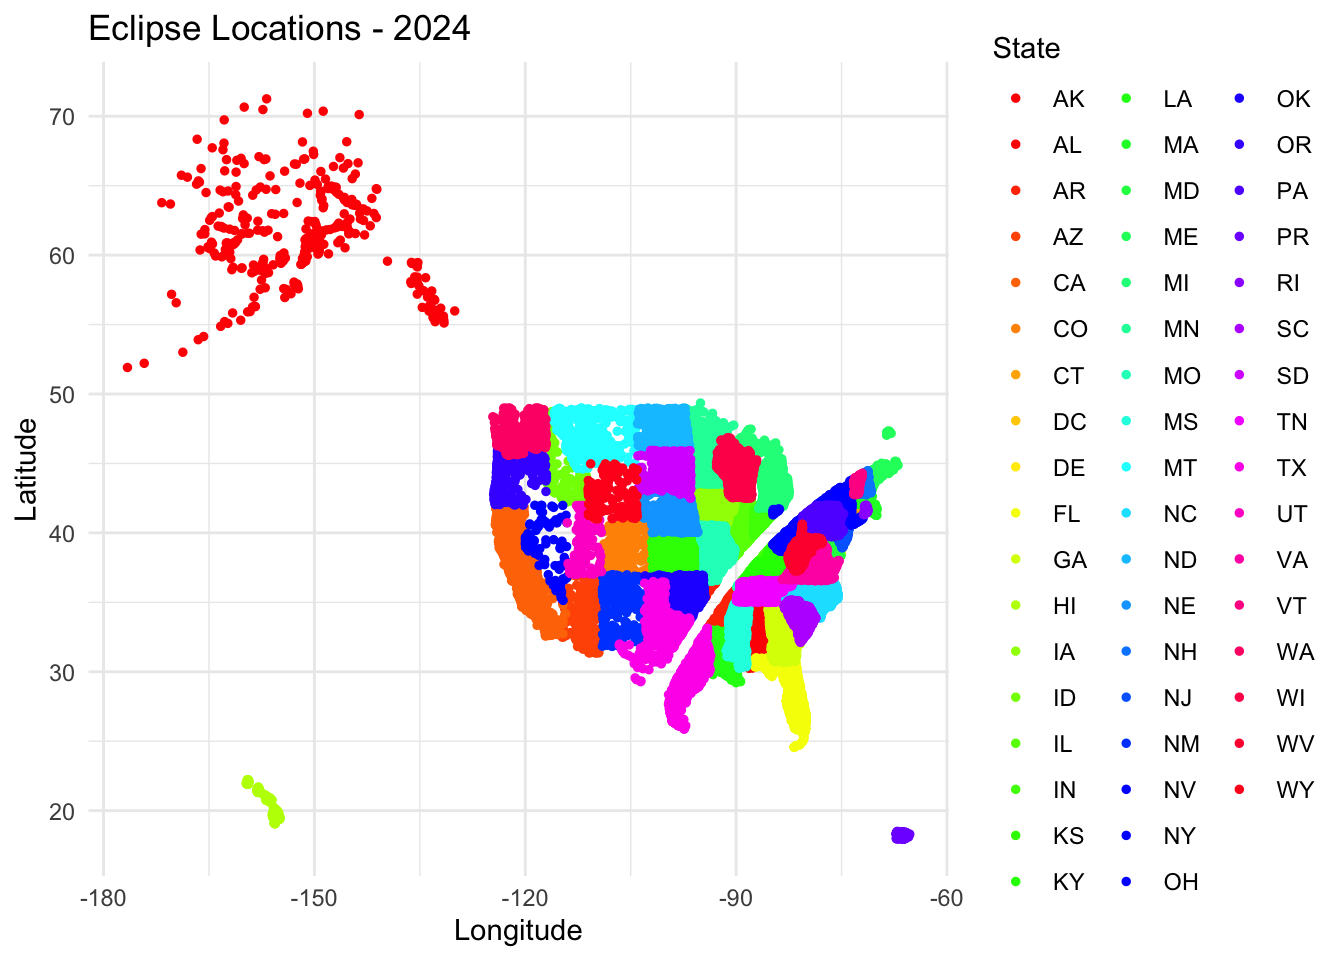 Eclipse Locations - 2024
State
AK LA OK
AL MA OR
AR MD PA
AZ ME PR
CA MI RI
CO MN SC
CT MO SD
DC MS TN
DE MT TX
FL NC UT
GA ND VA
HI NE VT
IA NH WA
ID NJ WI
IL NM WV
IN NV WY
KS NY
KY OH
Latitude
70
60
50
40
30
20
-180 -150 -120 -90 -60
Longitude